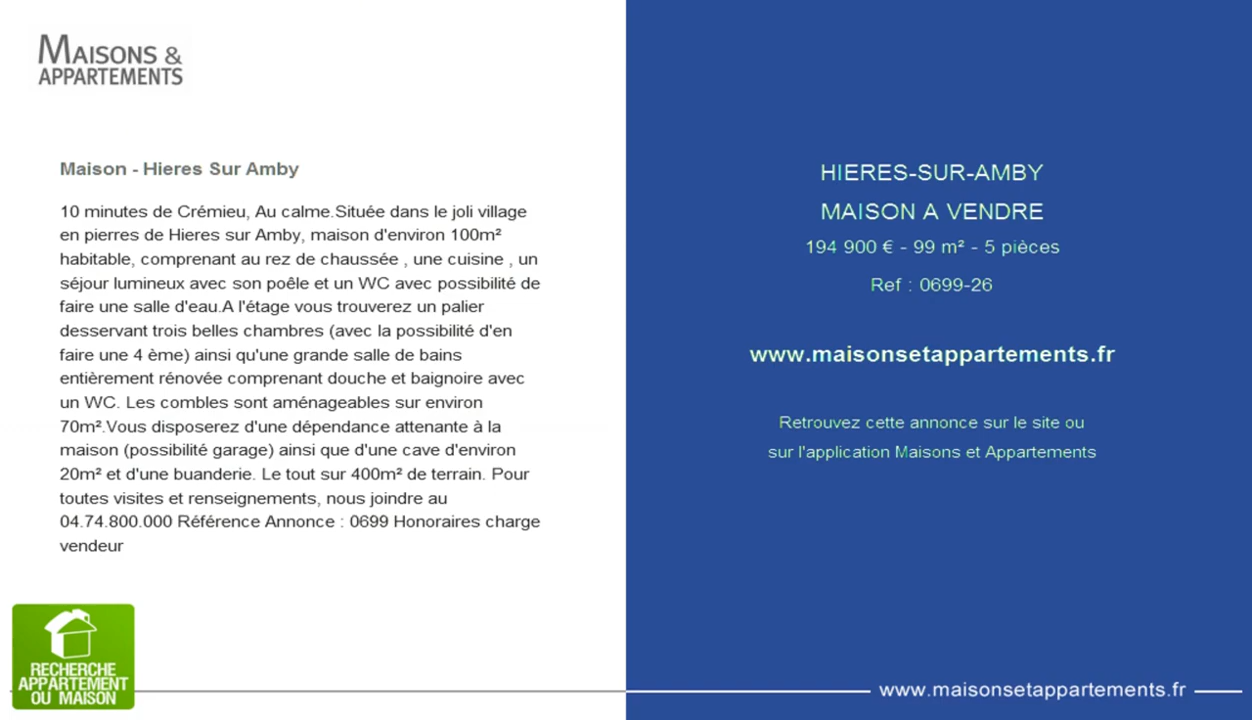 MAISONS &
APPARTEMENTS
Maison - Hieres Sur Amby
10 minutes de Crémieu, Au calme.Située dans le joli village
en pierres de Hieres sur Amby, maison d'environ 100m²
habitable, comprenant au rez de chaussée , une cuisine , un
séjour lumineux avec son poêle et un WC avec possibilité de
faire une salle d'eau.A l'étage vous trouverez un palier
desservant trois belles chambres (avec la possibilité d'en
faire une 4 ème) ainsi qu'une grande salle de bains
entièrement rénovée comprenant douche et baignoire avec
un WC. Les combles sont aménageables sur environ
70m².Vous disposerez d'une dépendance attenante à la
maison (possibilité garage) ainsi que d'une cave d'environ
20m² et d'une buanderie. Le tout sur 400m² de terrain. Pour
toutes visites et renseignements, nous joindre au
04.74.800.000 Référence Annonce : 0699 Honoraires charge
vendeur
RECHERCHE
APPARTEMENT
OU MAISON
HIERES-SUR-AMBY
MAISON A VENDRE
194 900 € - 99 m² - 5 pièces
Ref : 0699-26
www.maisonsetappartements.fr
Retrouvez cette annonce sur le site ou
sur l'application Maisons et Appartements
www.maisonsetappartements.fr